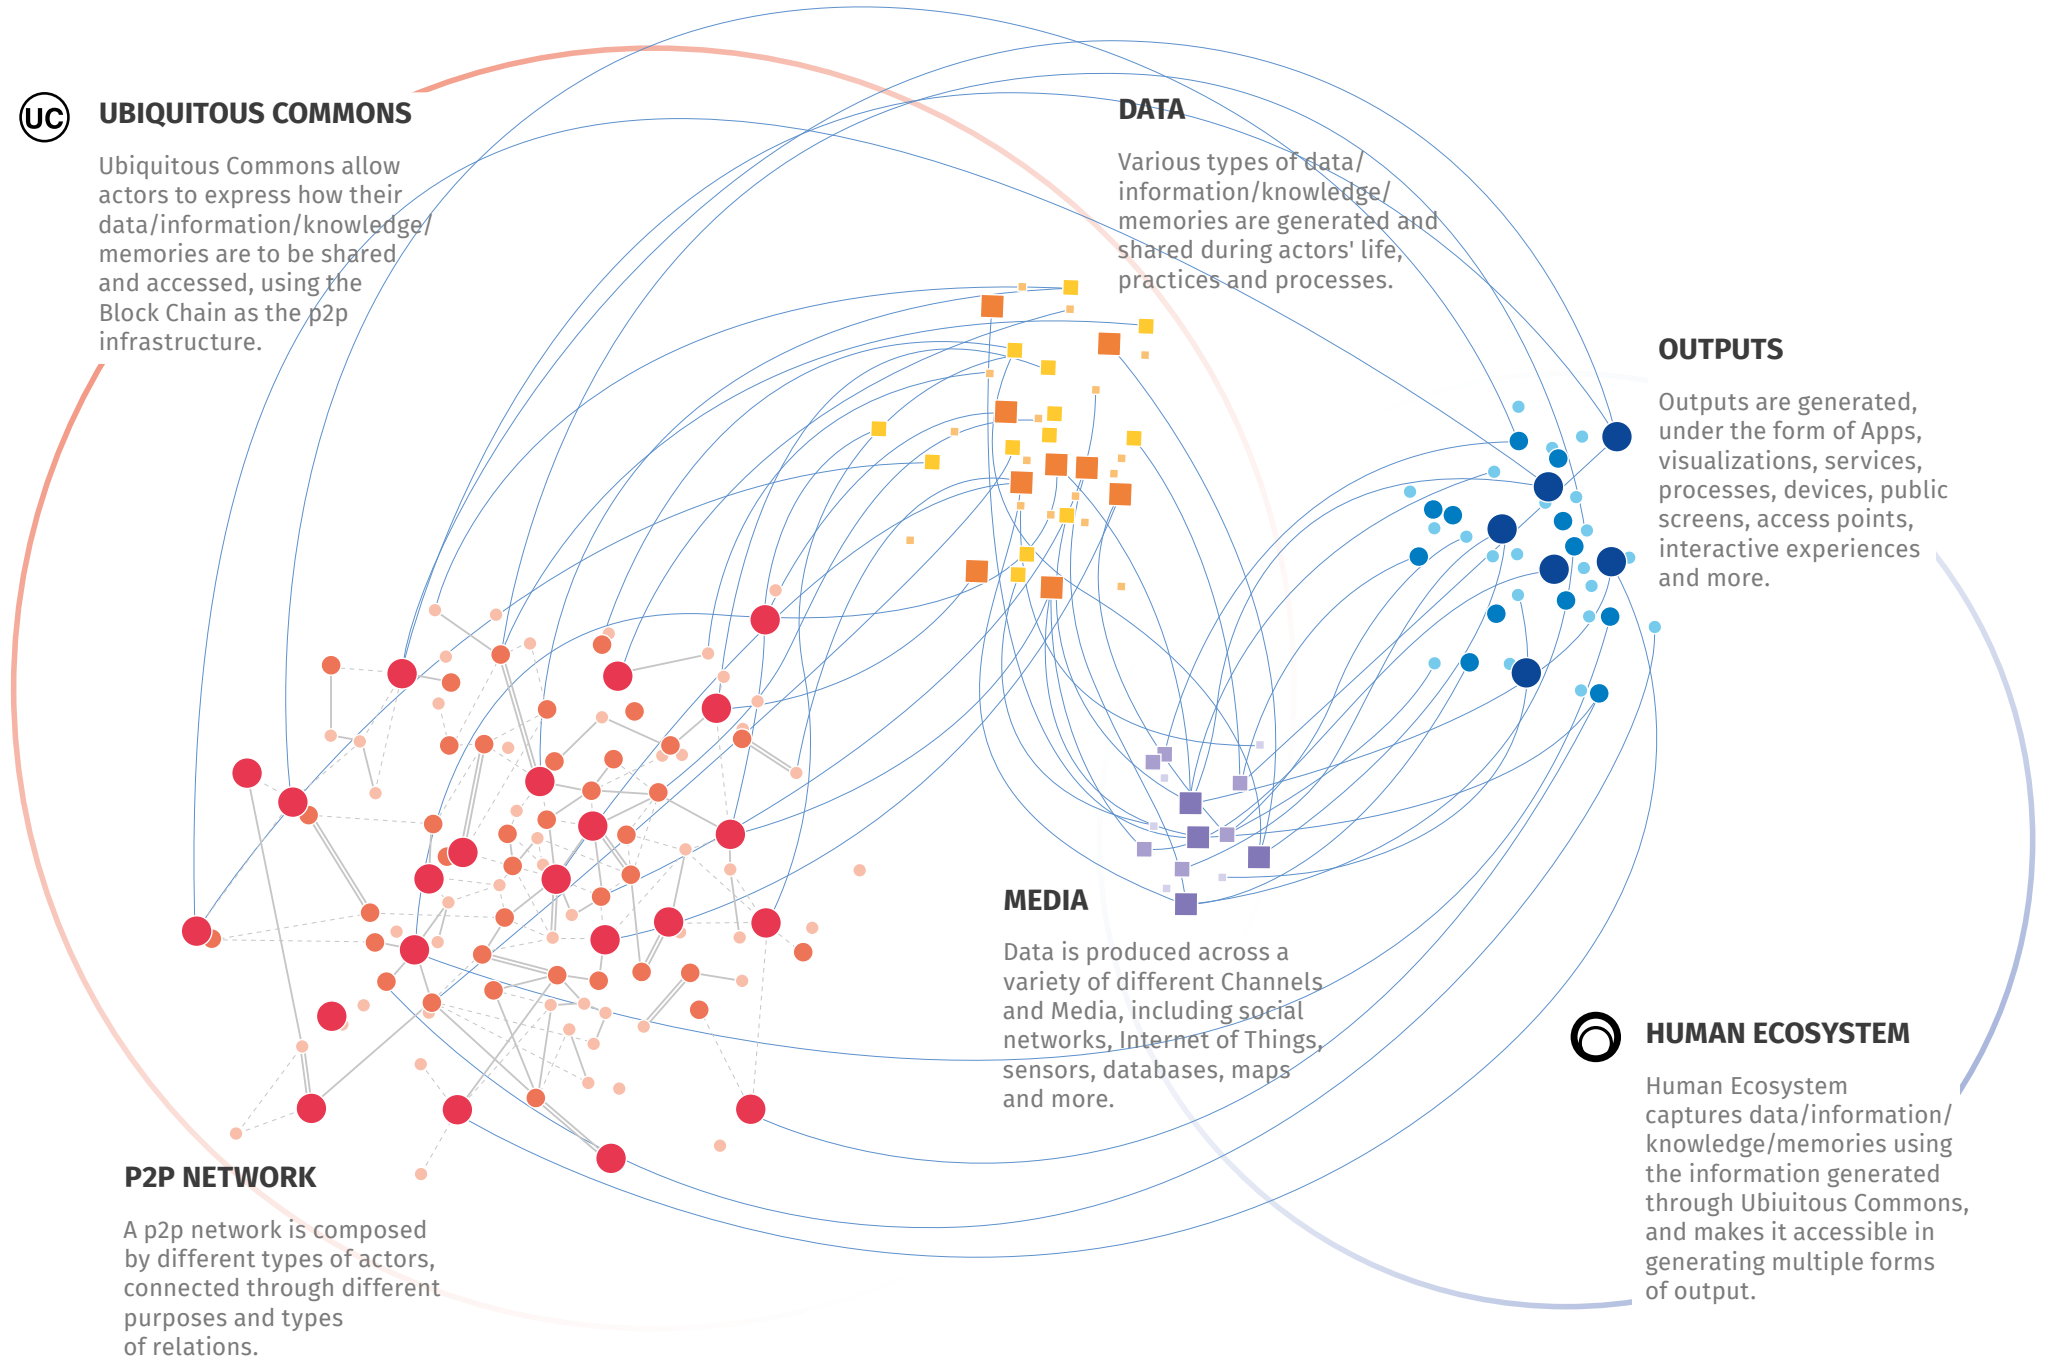 UC
UBIQUITOUS COMMONS
Ubiquitous Commons allow
actors to express how their
data/information/knowledge/
memories are to be shared
and accessed, using the
Block Chain as the p2p
infrastructure.
DATA
Various types of data/
information/knowledge/
memories are generated and
shared during actors' life,
practices and processes.
OUTPUTS
Outputs are generated,
under the form of Apps,
visualizations, services,
processes, devices, public
screens, access points,
interactive experiences
and more.
MEDIA
Data is produced across a
variety of different Channels
and Media, including social
networks, Internet of Things,
sensors, databases, maps
and more.
HUMAN ECOSYSTEM
Human Ecosystem
captures data/information/
knowledge/memories using
the information generated
through Ubiuitous Commons,
and makes it accessible in
generating multiple forms
of output.
P2P NETWORK
A p2p network is composed
by different types of actors,
connected through different
purposes and types
of relations.